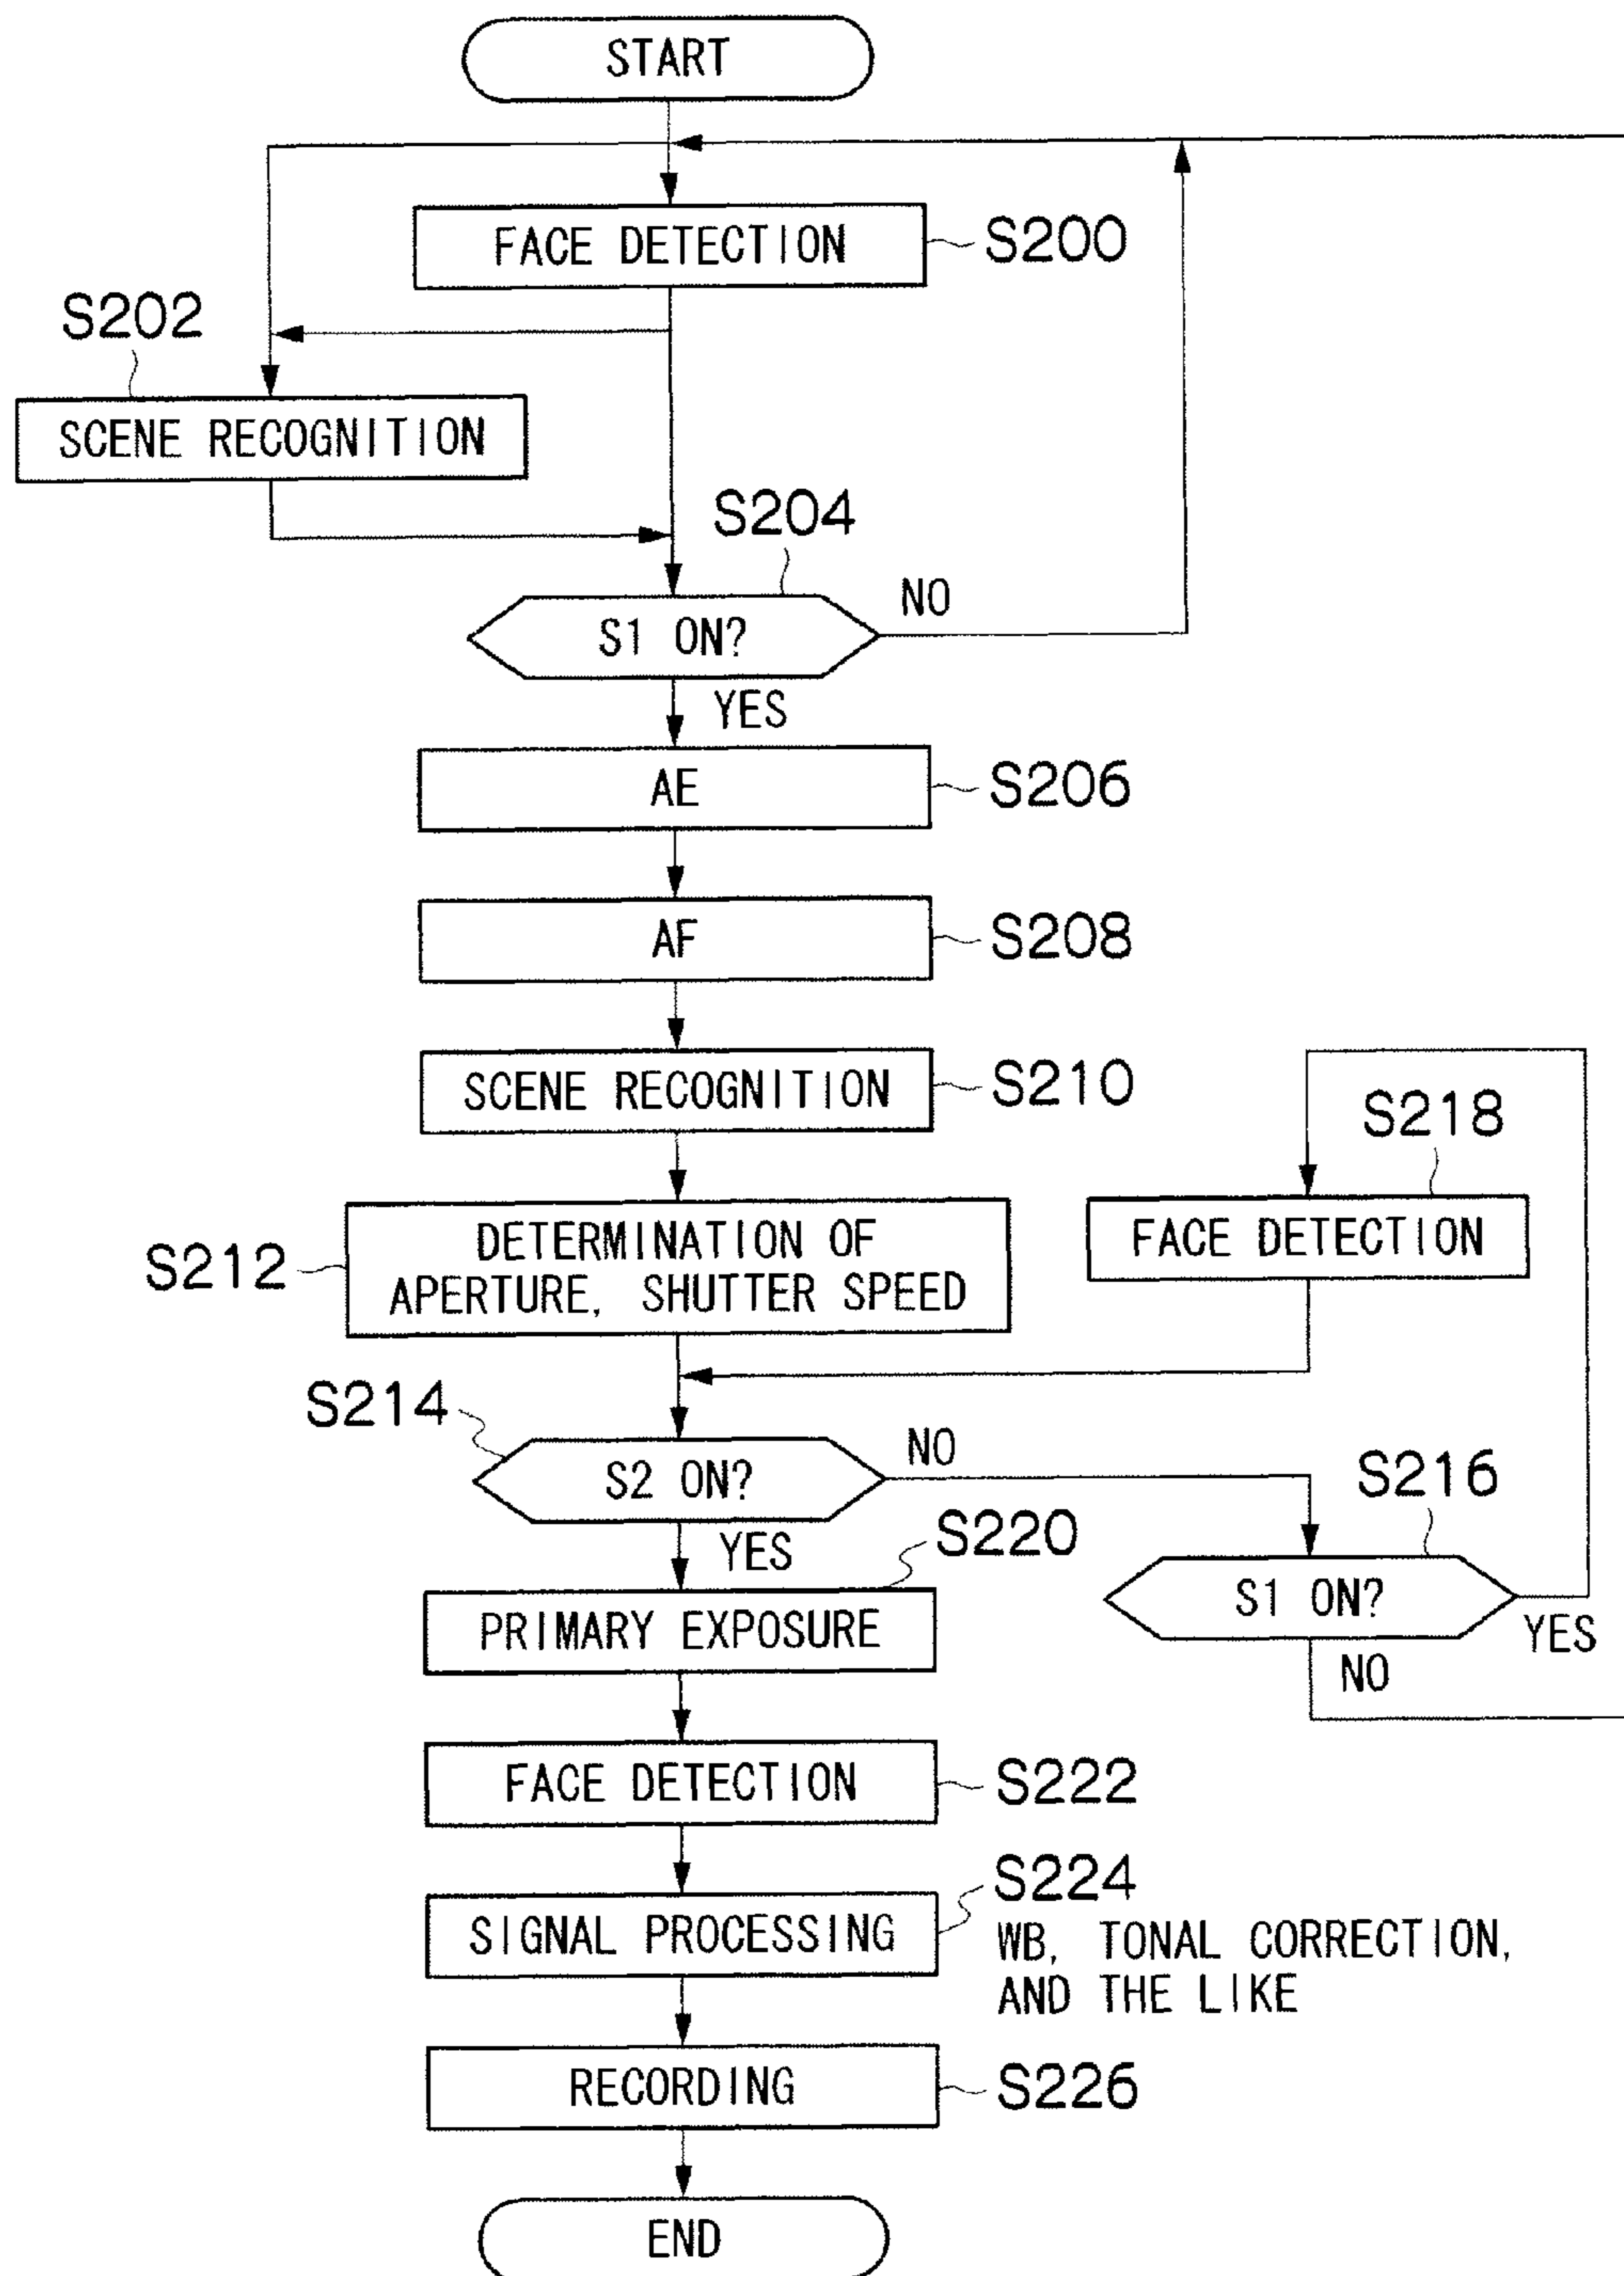 START
FACE DETECTION
S200
S202
SCENE RECOGNITION
S204
S1 ON?
NO
YES
AE
S206
AF
S208
SCENE RECOGNITION
S210
S218
FACE DETECTION
S212
DETERMINATION OF
APERTURE, SHUTTER SPEED
S214
S2 ON?
NO
YES
S216
S1 ON?
YES
NO
S220
PRIMARY EXPOSURE
FACE DETECTION
S222
SIGNAL PROCESSING
S224
WB, TONAL CORRECTION,
AND THE LIKE
RECORDING
S226
END